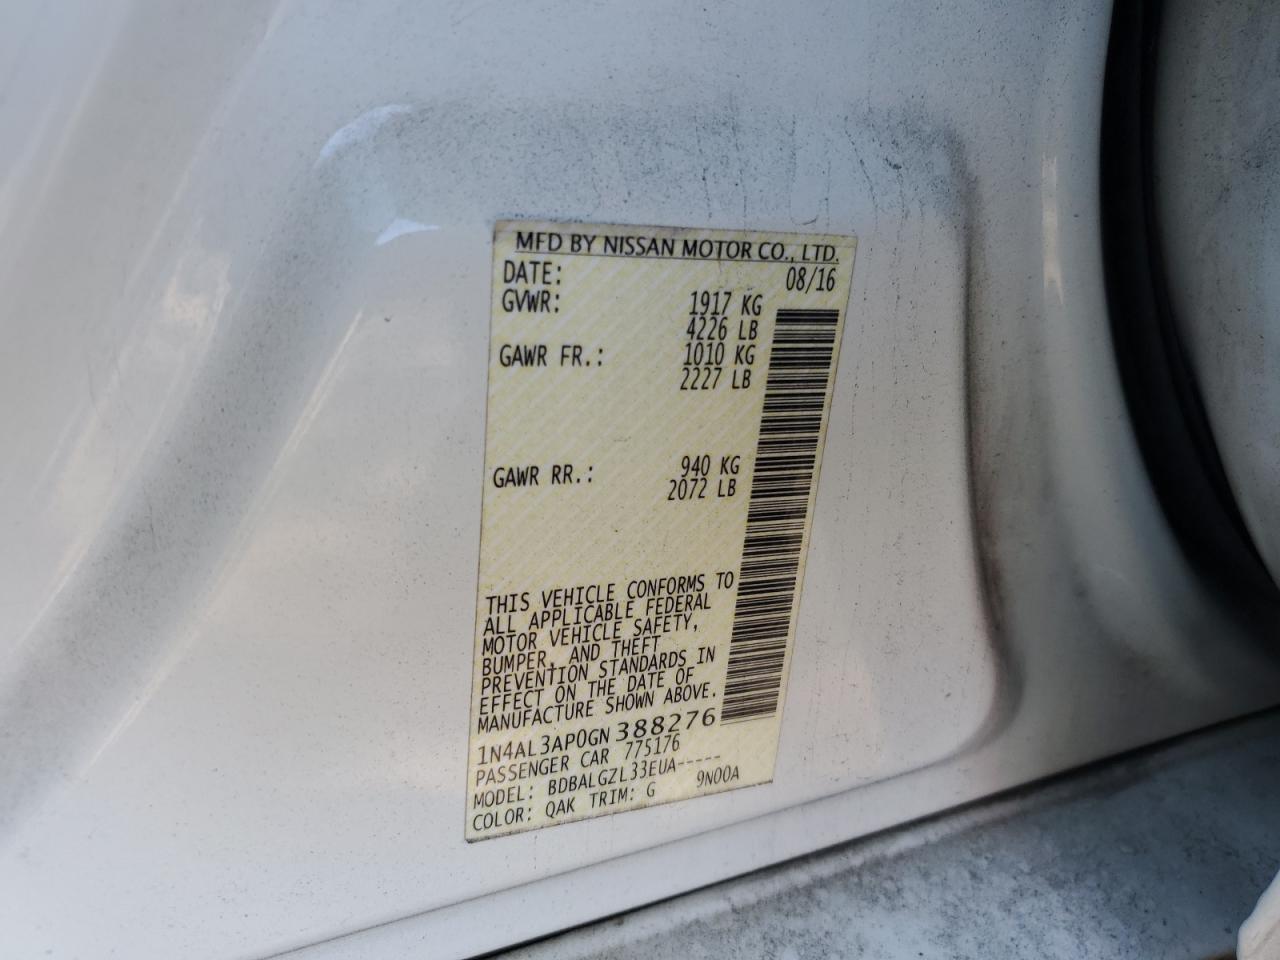 MFD BY NISSAN MOTOR CO., LTD.
DATE: 08/16
GVWR: 1917 KG
4226 LB
GAWR FR.: 1010 KG
2227 LB
GAWR RR.: 940 KG
2072 LB
THIS VEHICLE CONFORMS TO
ALL APPLICABLE FEDERAL
MOTOR VEHICLE SAFETY,
BUMPER, AND THEFT
PREVENTION STANDARDS IN
EFFECT ON THE DATE OF
MANUFACTURE SHOWN ABOVE.
1N4AL3AP0GN388276
PASSENGER CAR 775176
MODEL: BDBALGZL33EUA-----
COLOR: QAK TRIM: G 9N00A